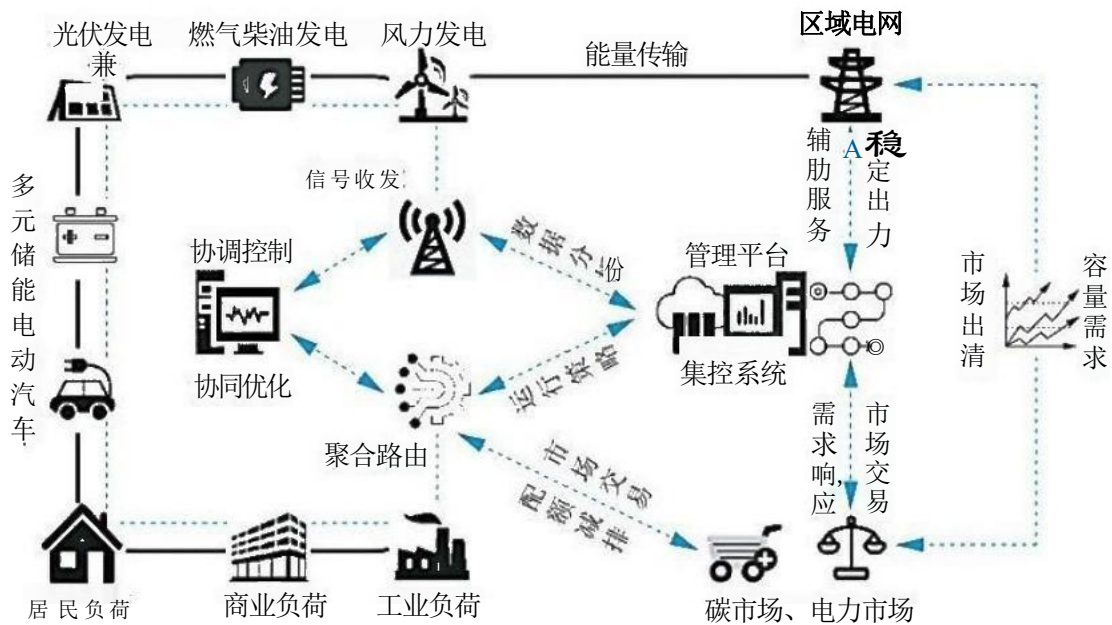 区域电网
光伏发电
燃气柴油发电
风力发电
能量传输
兼
A稳
定出力
辅肋服务
信号收发
多元储能电动汽车
数据分份
协调控制
管理平台
市场出清
容量需求
协同优化
运行策略
集控系统
聚合路由
市场交易
配额减排
需求响,应
市场交易
居民负荷
商业负荷
工业负荷
碳市场、电力市场